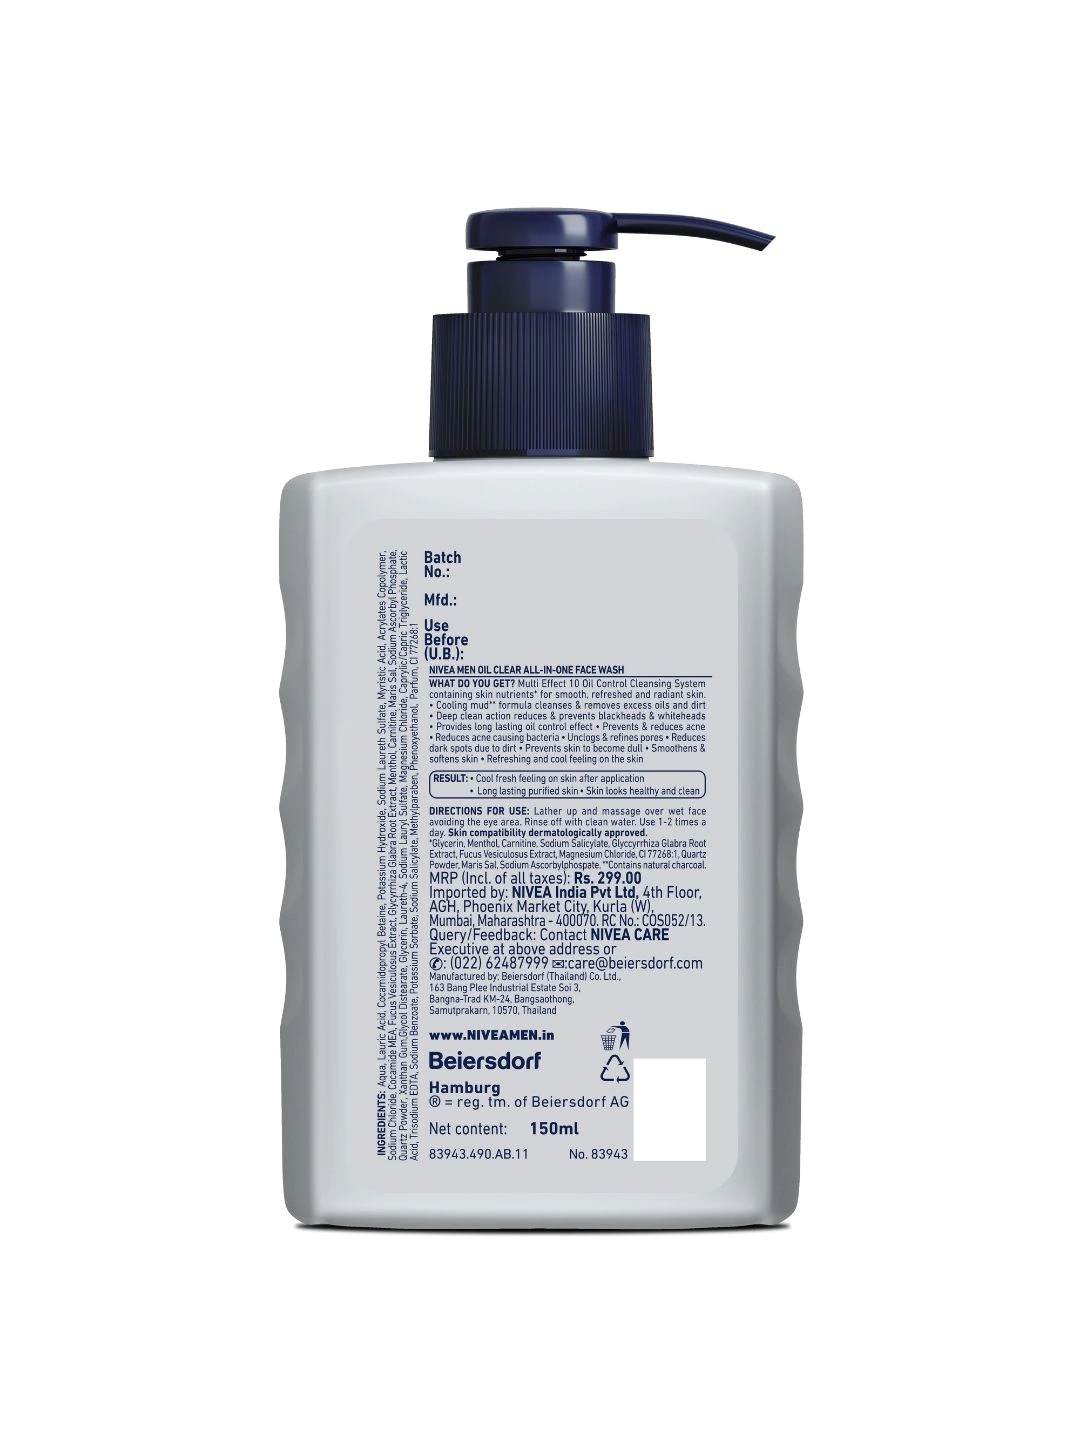 INGREDIENTS: Aqua, Lauric Acid, Cocamidopropyl Betaine, Potassium Hydroxide, Sodium Laureth Sulfate, Myristic Acid, Acrylates Copolymer,
Sodium Chloride, Cocamide MEA, Fucus Vesiculosus Extract, Glycyrrhiza Glabra Root Extract, Menthol, Carnitine, Maris Sal, Sodium Ascorbyl Phosphate,
Quartz Powder, Xanthan Gum, Glycol Distearate, Glycerin, Laureth-4, Sodium Lauryl Sulfate, Magnesium Chloride, Caprylic/Capric Triglyceride, Lactic
Acid, Trisodium EDTA, Sodium Benzoate, Potassium Sorbate, Sodium Salicylate, Methylparaben, Phenoxyethanol, Parfum, CI 77268:1
Batch
No.:
Mfd.:
Use
Before
(U.B.):
NIVEA MEN OIL CLEAR ALL-IN-ONE FACE WASH
WHAT DO YOU GET? Multi Effect 10 Oil Control Cleansing System
containing skin nutrients* for smooth, refreshed and radiant skin.
• Cooling mud** formula cleanses & removes excess oils and dirt
• Deep clean action reduces & prevents blackheads & whiteheads
• Provides long lasting oil control effect • Prevents & reduces acne
• Reduces acne causing bacteria • Unclogs & refines pores • Reduces
dark spots due to dirt • Prevents skin to become dull • Smoothens &
softens skin • Refreshing and cool feeling on the skin
RESULT: • Cool fresh feeling on skin after application
• Long lasting purified skin • Skin looks healthy and clean
DIRECTIONS FOR USE: Lather up and massage over wet face
avoiding the eye area. Rinse off with clean water. Use 1-2 times a
day. Skin compatibility dermatologically approved.
*Glycerin, Menthol, Carnitine, Sodium Salicylate, Glyccyrrhiza Glabra Root
Extract, Fucus Vesiculosus Extract, Magnesium Chloride, CI 77268:1, Quartz
Powder, Maris Sal, Sodium Ascorbylphospate. **Contains natural charcoal.
MRP (Incl. of all taxes): Rs. 299.00
Imported by: NIVEA India Pvt Ltd, 4th Floor,
AGH, Phoenix Market City, Kurla (W),
Mumbai, Maharashtra - 400070. RC No.: COS052/13.
Query/Feedback: Contact NIVEA CARE
Executive at above address or
✆: (022) 62487999 ✉:care@beiersdorf.com
Manufactured by: Beiersdorf (Thailand) Co. Ltd.,
163 Bang Plee Industrial Estate Soi 3,
Bangna-Trad KM-24, Bangsaothong,
Samutprakarn, 10570, Thailand
www.NIVEAMEN.in
Beiersdorf
Hamburg
® = reg. tm. of Beiersdorf AG
Net content: 150ml
83943.490.AB.11 No. 83943